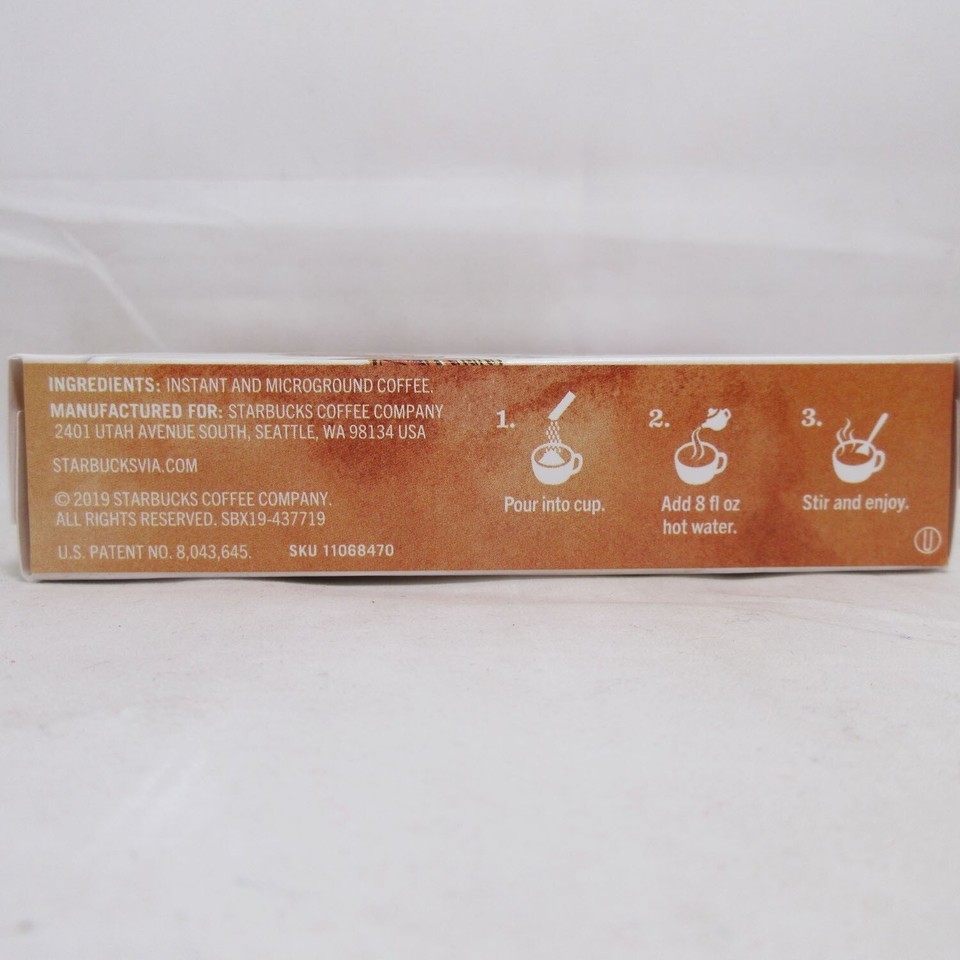 INGREDIENTS: INSTANT AND MICROGROUND COFFEE.
MANUFACTURED FOR: STARBUCKS COFFEE COMPANY
2401 UTAH AVENUE SOUTH, SEATTLE, WA 98134 USA
STARBUCKSVIA.COM
© 2019 STARBUCKS COFFEE COMPANY.
ALL RIGHTS RESERVED. SBX19-437719
U.S. PATENT NO. 8,043,645. SKU 11068470
1.
Pour into cup.
2.
Add 8 fl oz
hot water.
3.
Stir and enjoy.
U